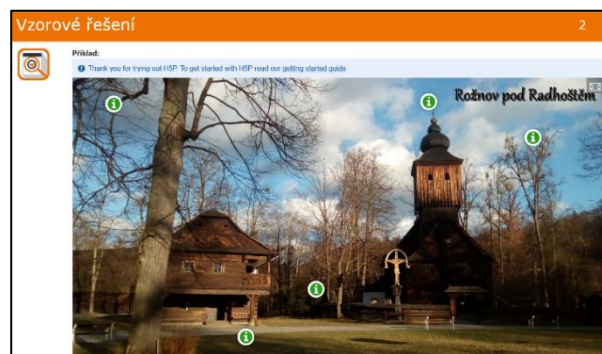 Vzorové řešení 2
Příklad:
Thank you for trying out H5P. To get started with H5P read our getting started guide
Rožnov pod Radhoštěm